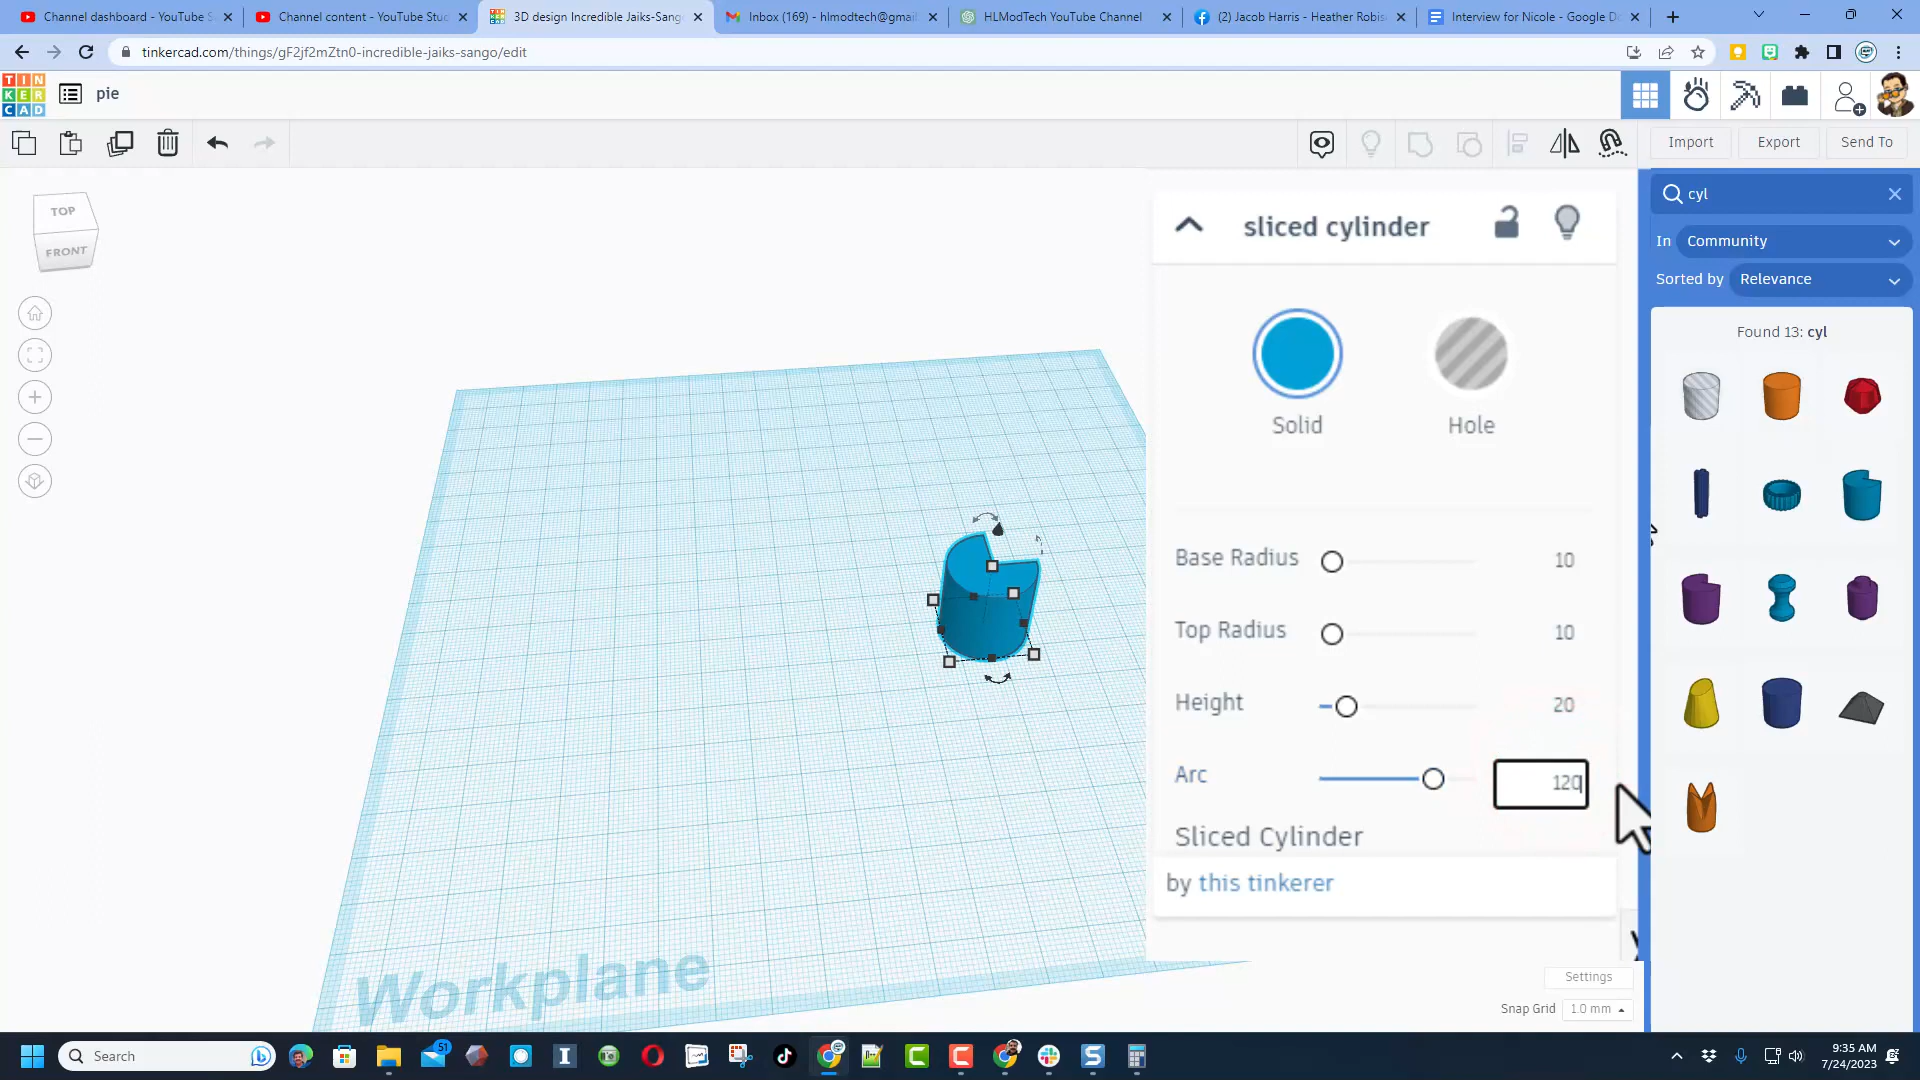 Channel dashboard - YouTube S
Channel content - YouTube Stud
3D design Incredible Jaiks-Sango
Inbox (169) - hlmodtech@gmail
HLModTech YouTube Channel
(2) Jacob Harris - Heather Robis
Interview for Nicole - Google Do
tinkercad.com/things/gF2jf2mZtn0-incredible-jaiks-sango/edit
TIN
KER
CAD
pie
Import
Export
Send To
TOP
FRONT
cyl
In
Community
Sorted by
Relevance
Found 13: cyl
sliced cylinder
Solid
Hole
Base Radius
10
Top Radius
10
Height
20
Arc
120
Sliced Cylinder
by this tinkerer
Workplane
Settings
Snap Grid
1.0 mm
Search
51
9:35 AM
7/24/2023